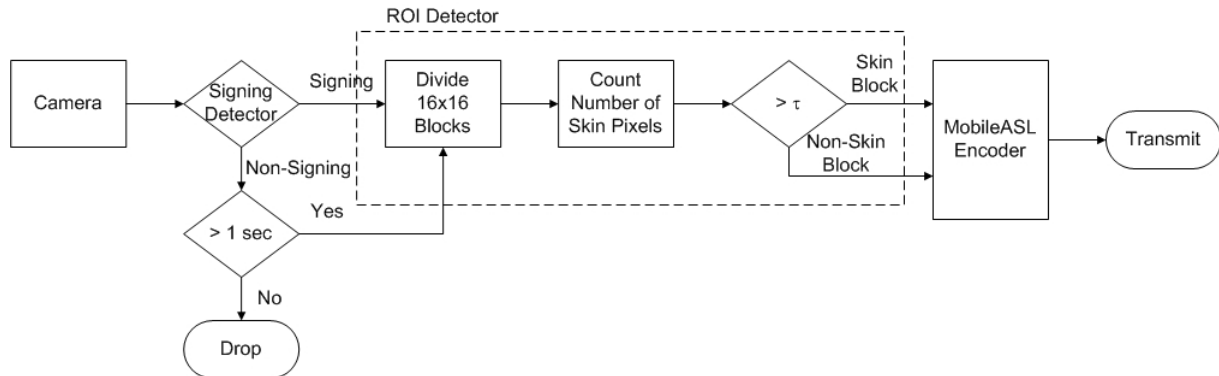 ROI Detector
Camera
Signing
Detector
Signing
Divide
16x16
Blocks
Count
Number of
Skin Pixels
> τ
Skin
Block
Non-Skin
Block
MobileASL
Encoder
Transmit
Non-Signing
> 1 sec
Yes
No
Drop